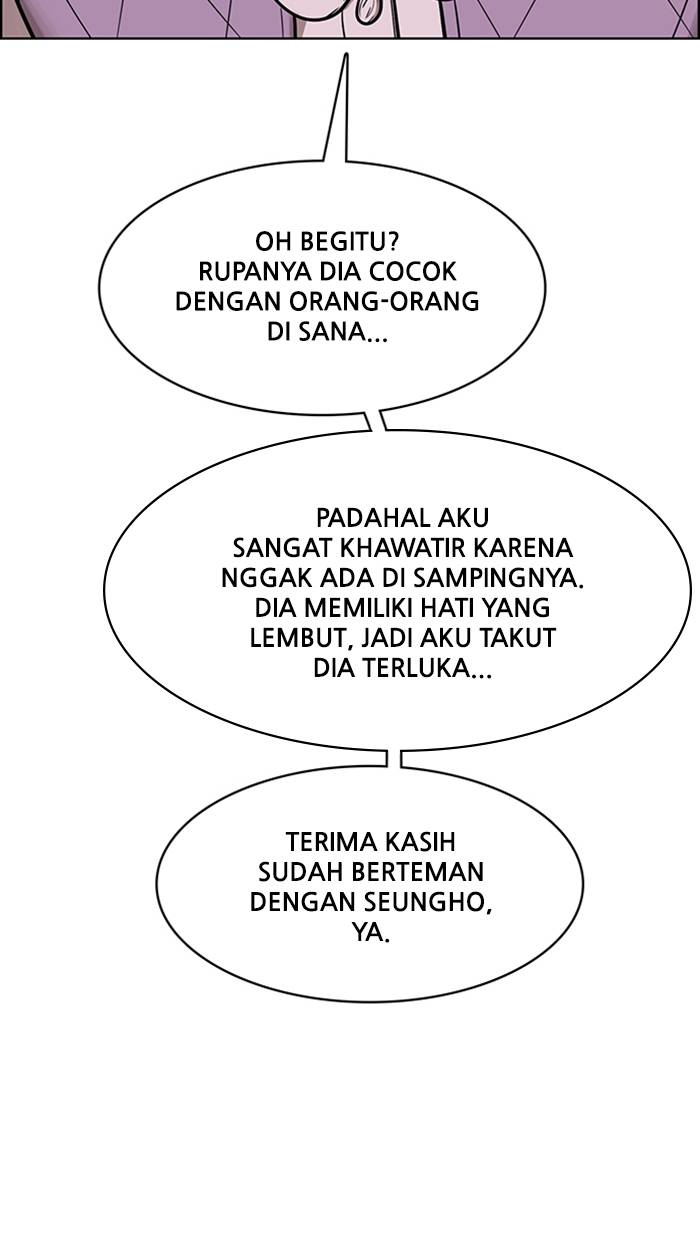 OH BEGITU?
RUPANYA DIA COCOK
DENGAN ORANG-ORANG
DI SANA...
PADAHAL AKU
SANGAT KHAWATIR KARENA
NGGAK ADA DI SAMPINGNYA.
DIA MEMILIKI HATI YANG
LEMBUT, JADI AKU TAKUT
DIA TERLUKA...
TERIMA KASIH
SUDAH BERTEMAN
DENGAN SEUNGHO,
YA.